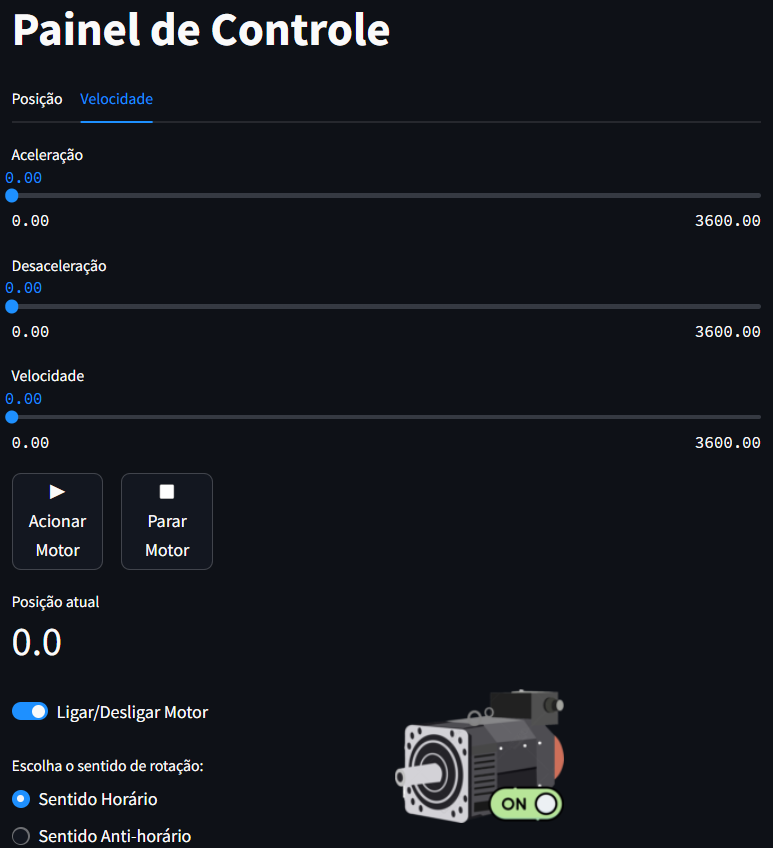 Painel de Controle
Posição Velocidade
Aceleração
0.00
0.00 3600.00
Desaceleração
0.00
0.00 3600.00
Velocidade
0.00
0.00 3600.00
Acionar Parar
Motor Motor
Posição atual
0.0
Ligar/Desligar Motor
Escolha o sentido de rotação:
Sentido Horário
ON
Sentido Anti-horário